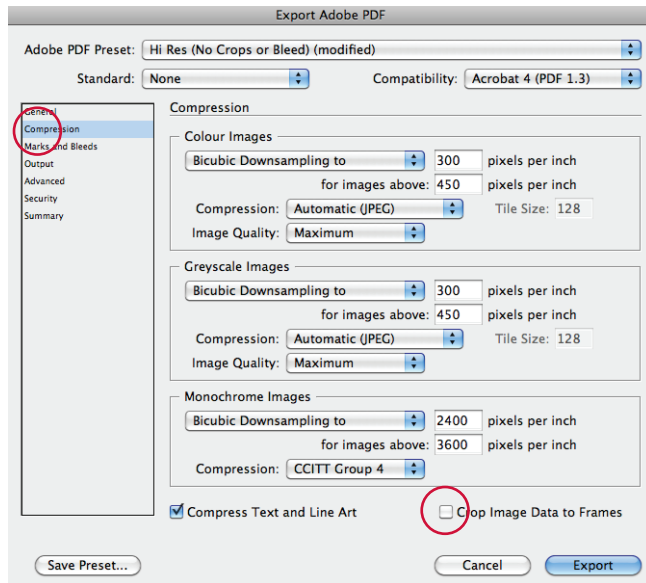 Export Adobe PDF
Adobe PDF Preset: Hi Res (No Crops or Bleed) (modified)
Standard: None Compatibility: Acrobat 4 (PDF 1.3)
General
Compression
Marks and Bleeds
Output
Advanced
Security
Summary
Compression
Colour Images
Bicubic Downsampling to 300 pixels per inch
for images above: 450 pixels per inch
Compression: Automatic (JPEG) Tile Size: 128
Image Quality: Maximum
Greyscale Images
Bicubic Downsampling to 300 pixels per inch
for images above: 450 pixels per inch
Compression: Automatic (JPEG) Tile Size: 128
Image Quality: Maximum
Monochrome Images
Bicubic Downsampling to 2400 pixels per inch
for images above: 3600 pixels per inch
Compression: CCITT Group 4
Compress Text and Line Art Crop Image Data to Frames
Save Preset... Cancel Export